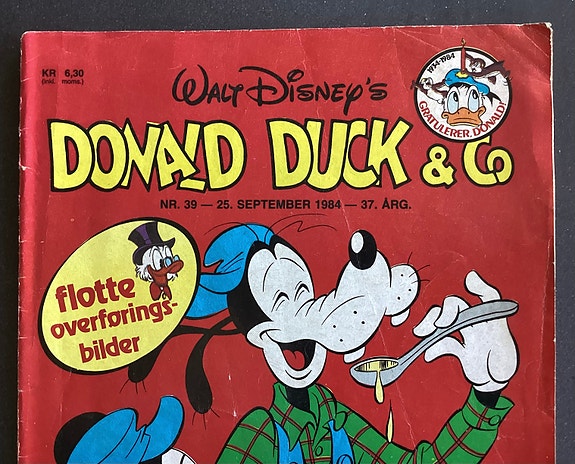 KR 6,30
(inkl. moms.)
WALT DISNEY'S
1934-1984
GRATULERER, DONALD!
DONALD DUCK & Co
NR. 39 — 25. SEPTEMBER 1984 — 37. ÅRG.
flotte
overførings-
bilder